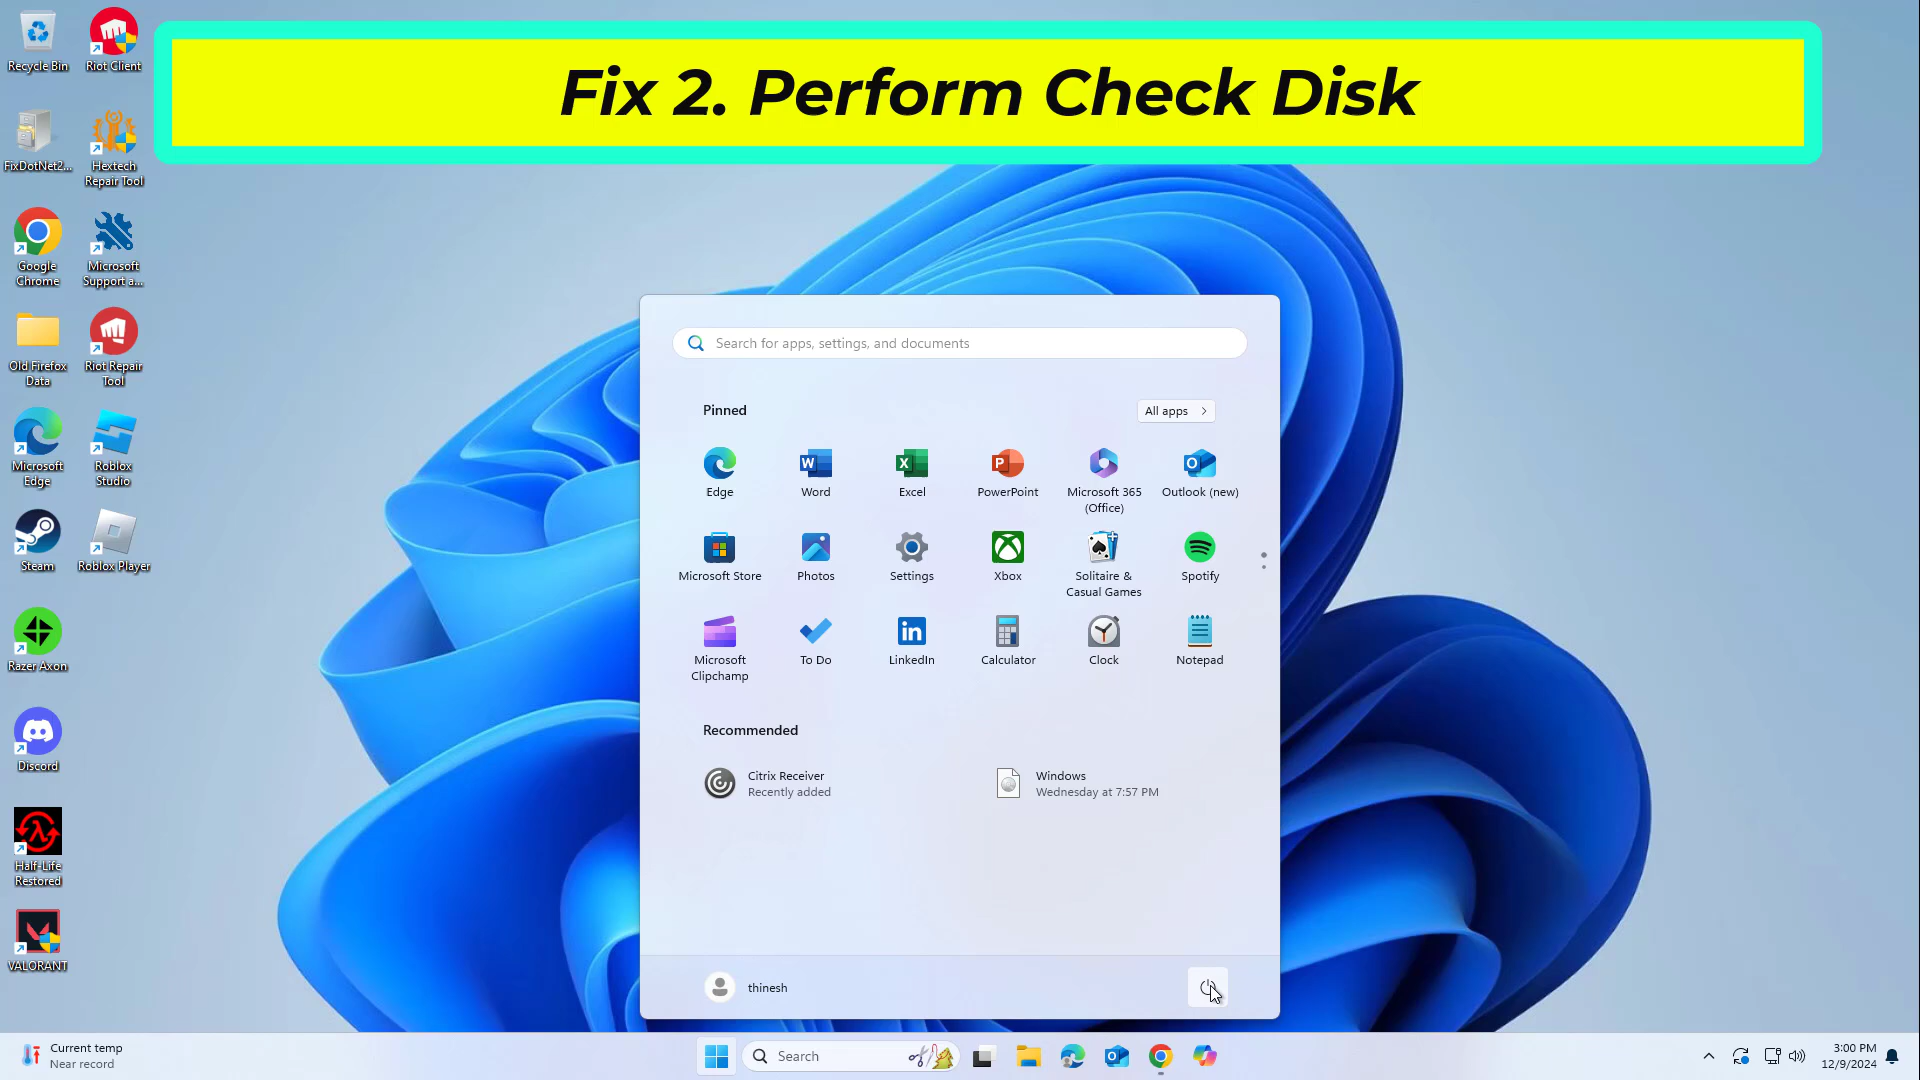 Fix 2. Perform Check Disk
Recycle Bin
Riot Client
FixDotNet2...
Hextech
Repair Tool
Google
Chrome
Microsoft
Support a...
Old Firefox
Data
Riot Repair
Tool
Microsoft
Edge
Roblox
Studio
Steam
Roblox Player
Razer Axon
Discord
Half-Life
Restored
VALORANT
Search for apps, settings, and documents
Pinned
All apps
Edge
Word
Excel
PowerPoint
Microsoft 365
(Office)
Outlook (new)
Microsoft Store
Photos
Settings
Xbox
Solitaire &
Casual Games
Spotify
Microsoft
Clipchamp
To Do
LinkedIn
Calculator
Clock
Notepad
Recommended
Citrix Receiver
Recently added
Windows
Wednesday at 7:57 PM
thinesh
Current temp
Near record
Search
3:00 PM
12/9/2024